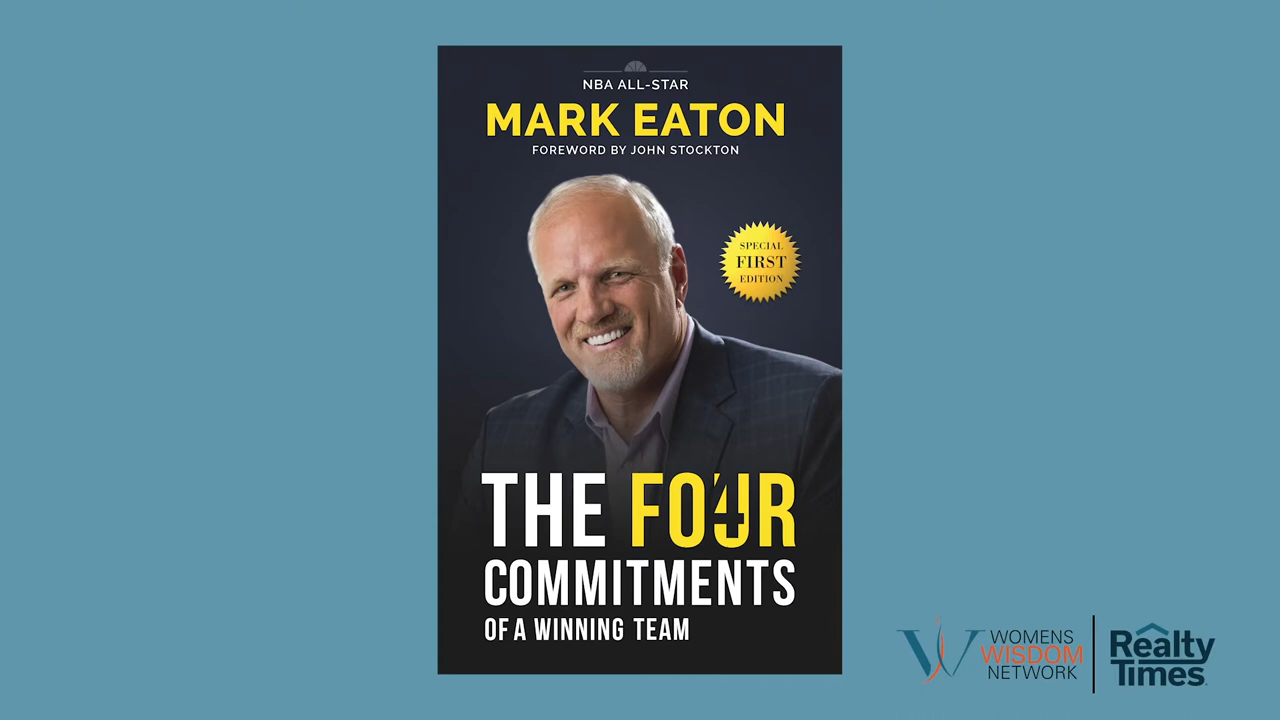 NBA ALL-STAR
MARK EATON
FOREWORD BY JOHN STOCKTON
SPECIAL
FIRST
EDITION
THE FOUR
COMMITMENTS
OF A WINNING TEAM
WOMENS
WISDOM
NETWORK
Realty
Times